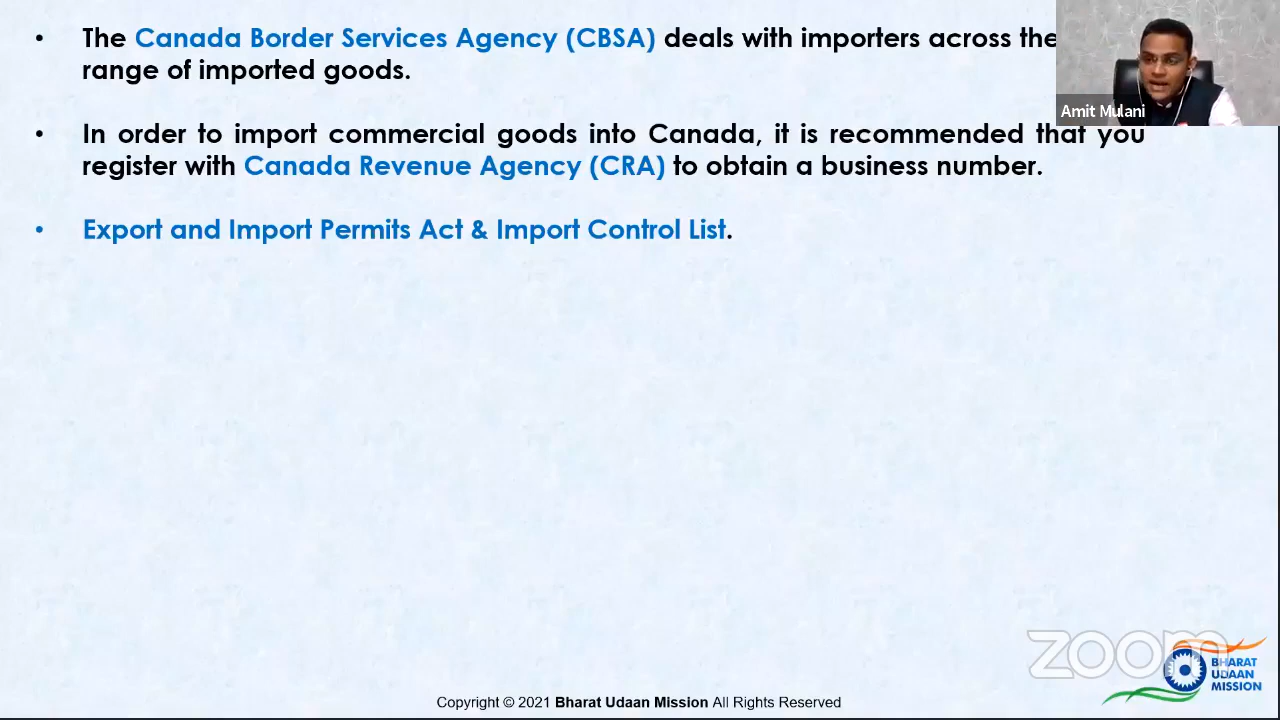 • The Canada Border Services Agency (CBSA) deals with importers across the
range of imported goods.
Amit Mulani
• In order to import commercial goods into Canada, it is recommended that you
register with Canada Revenue Agency (CRA) to obtain a business number.
• Export and Import Permits Act & Import Control List.
zoom
BHARAT
UDAAN
MISSION
Copyright © 2021 Bharat Udaan Mission All Rights Reserved